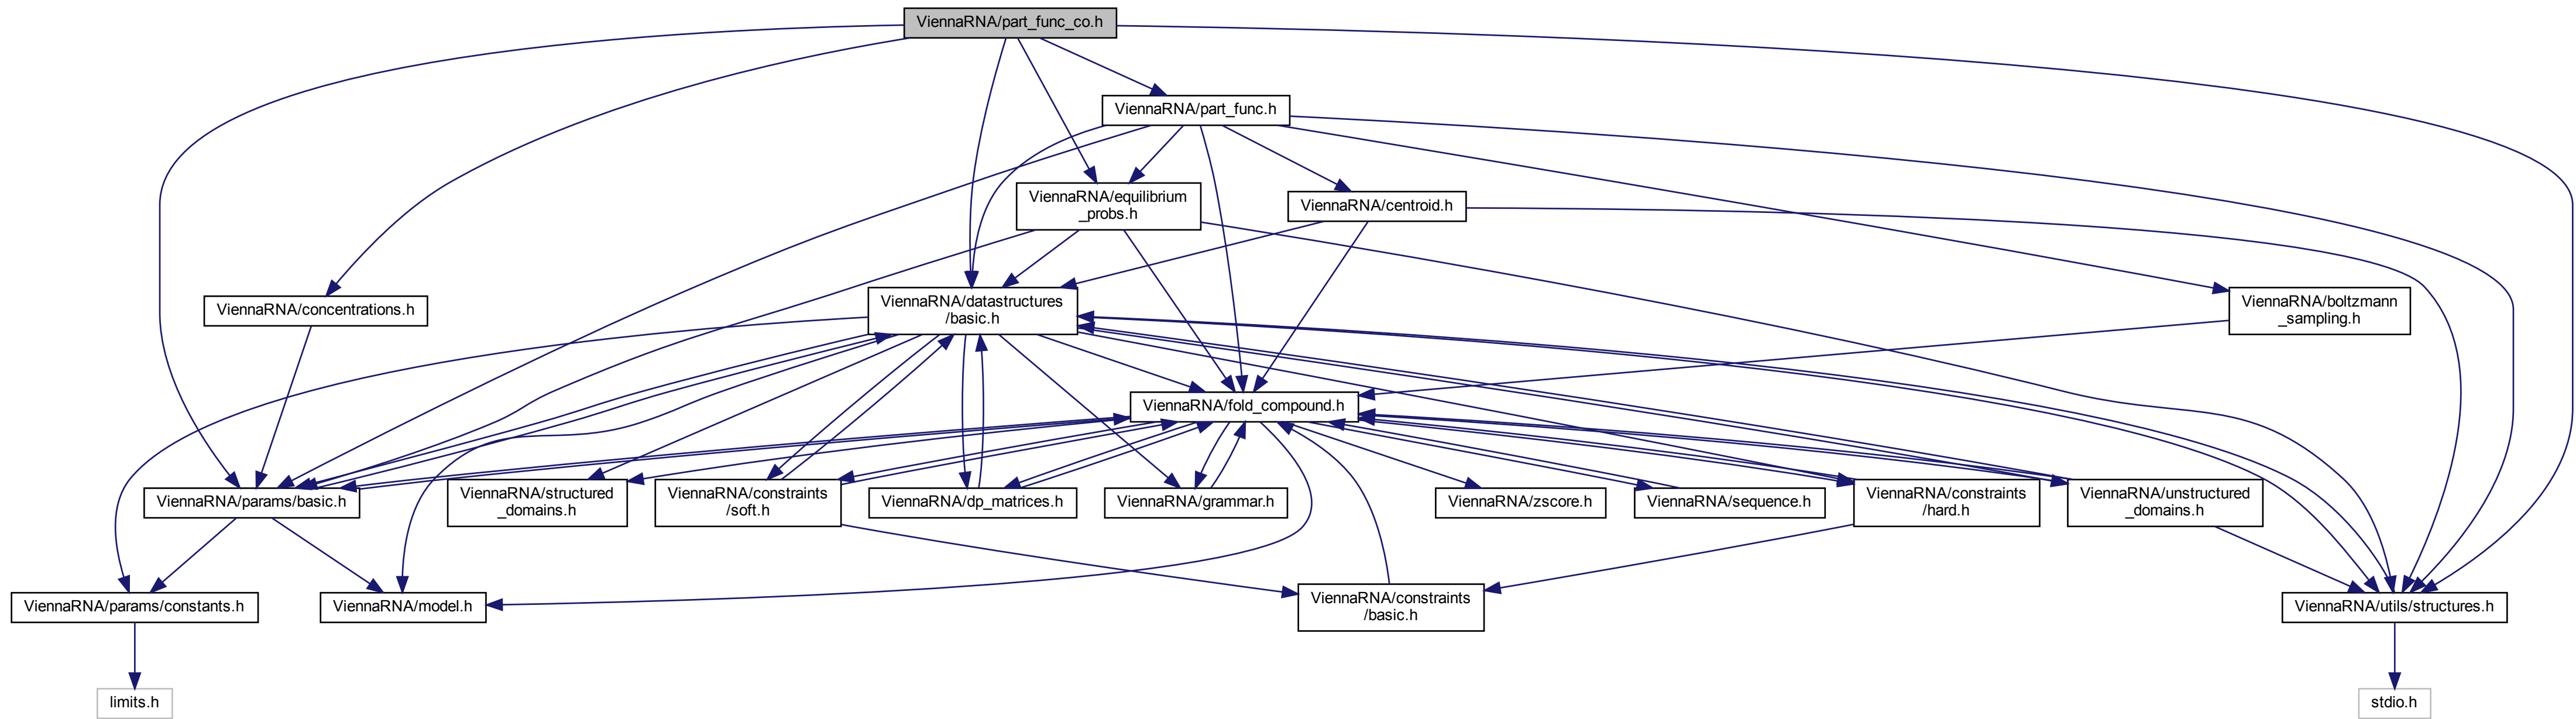 ViennaRNA/part_func_co.h
ViennaRNA/part_func.h
ViennaRNA/equilibrium
_probs.h
ViennaRNA/centroid.h
ViennaRNA/concentrations.h
ViennaRNA/datastructures
/basic.h
ViennaRNA/boltzmann
_sampling.h
ViennaRNA/fold_compound.h
ViennaRNA/params/basic.h
ViennaRNA/structured
_domains.h
ViennaRNA/constraints
/soft.h
ViennaRNA/dp_matrices.h
ViennaRNA/grammar.h
ViennaRNA/zscore.h
ViennaRNA/sequence.h
ViennaRNA/constraints
/hard.h
ViennaRNA/unstructured
_domains.h
ViennaRNA/params/constants.h
ViennaRNA/model.h
ViennaRNA/constraints
/basic.h
ViennaRNA/utils/structures.h
limits.h
stdio.h